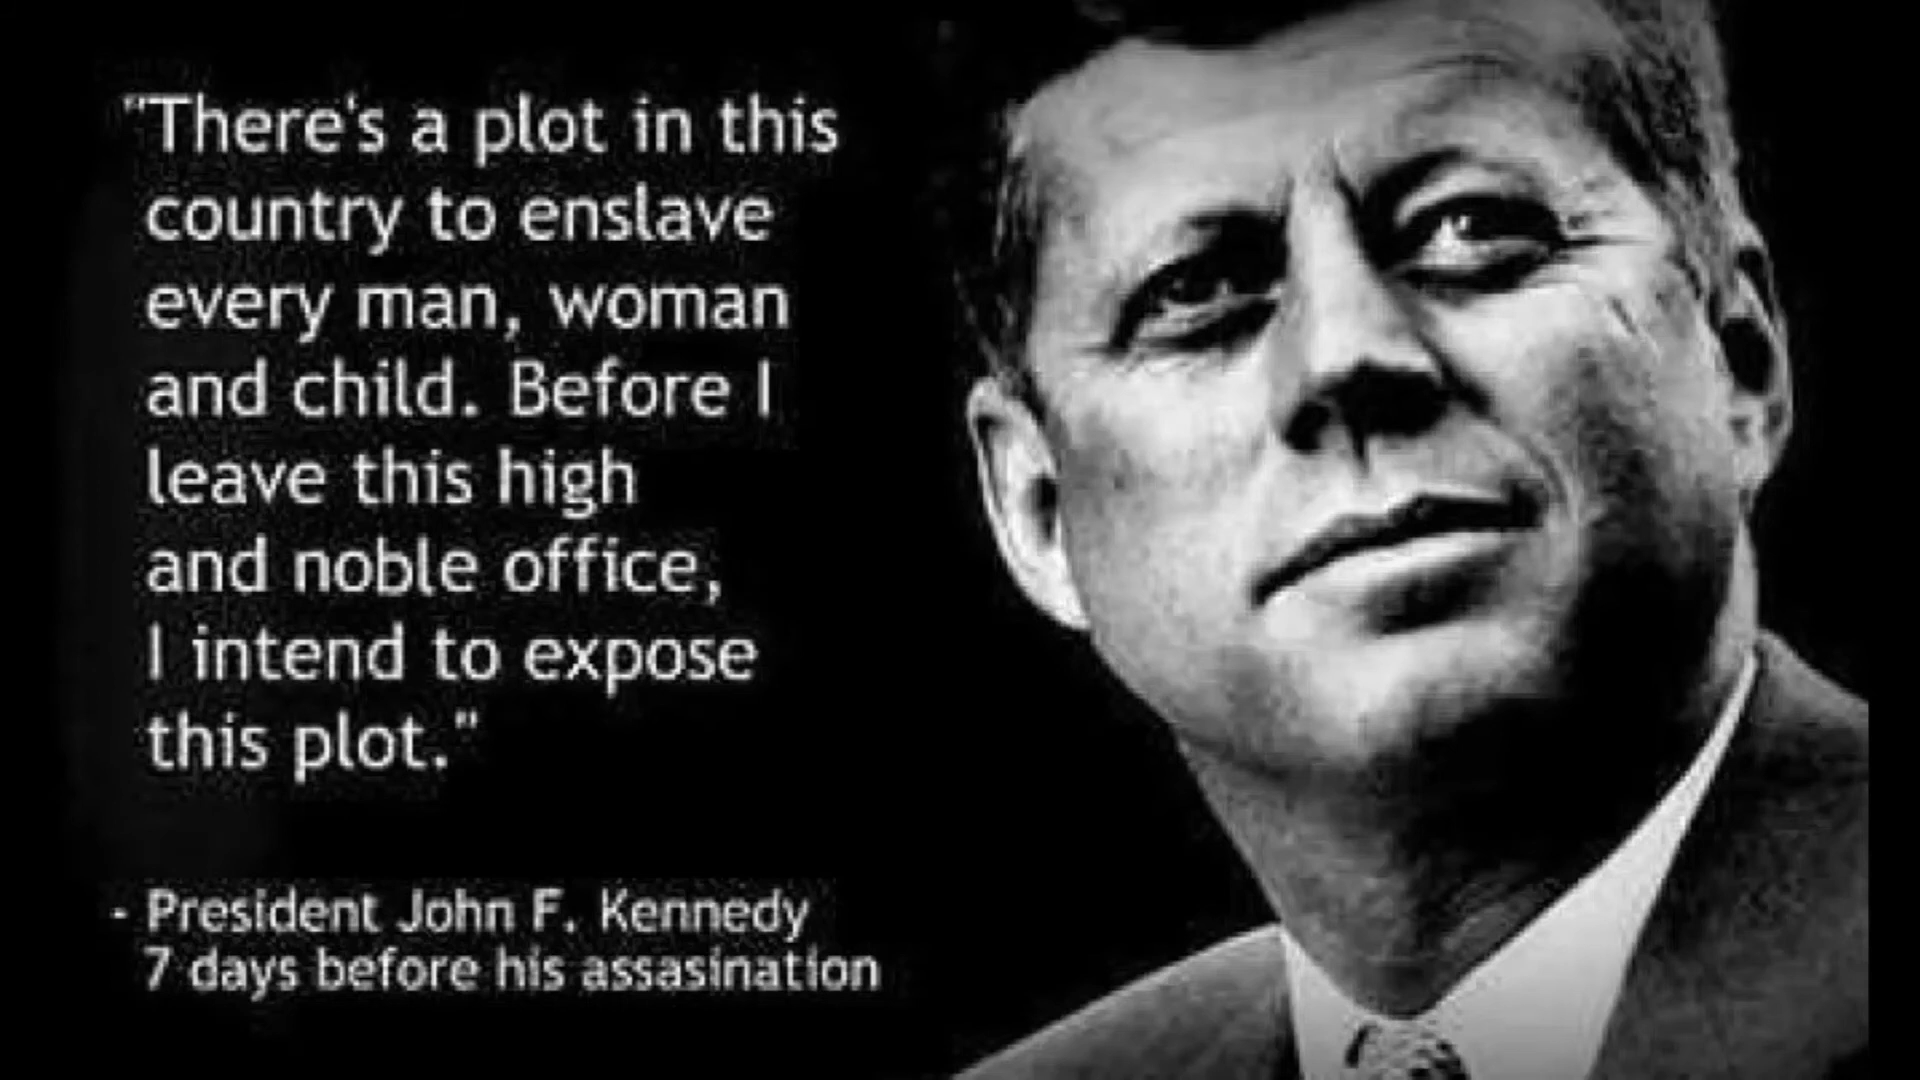 "There's a plot in this
country to enslave
every man, woman
and child. Before I
leave this high
and noble office,
I intend to expose
this plot."
- President John F. Kennedy
7 days before his assasination